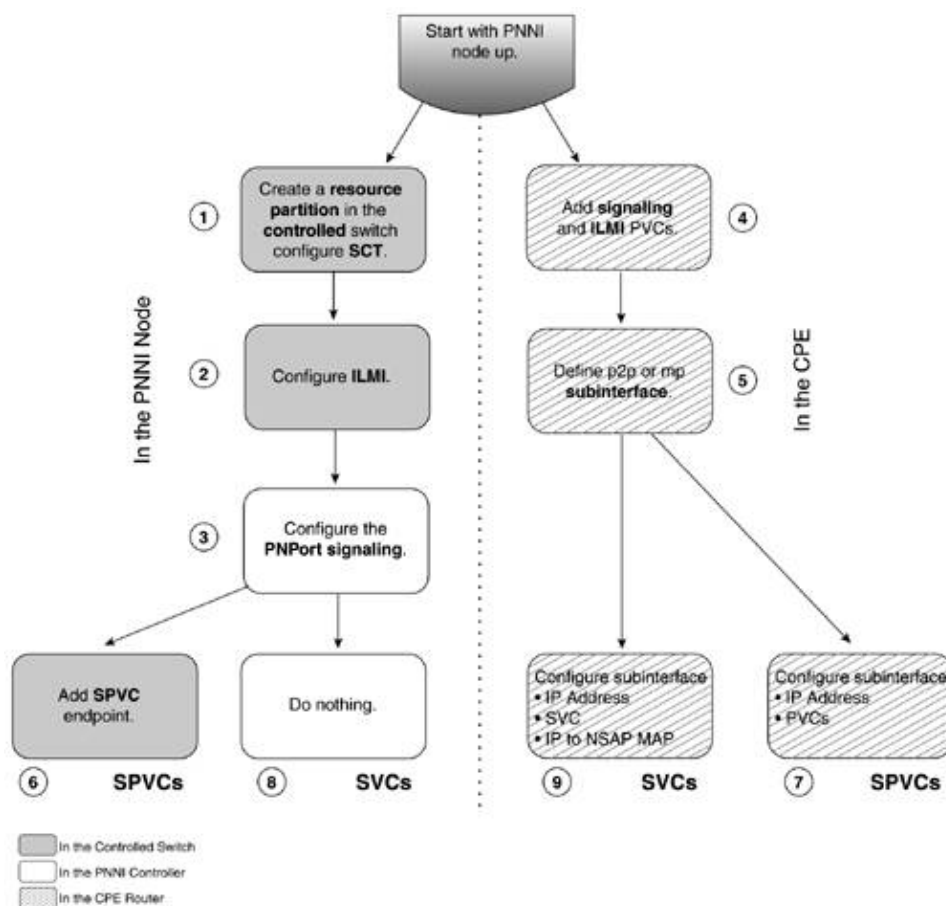 Start with PNNI
node up.
1
Create a resource
partition in the
controlled switch
configure SCT.
Add signaling
and ILMI PVCs.
4
In the PNNI Node
2
Configure ILMI.
Define p2p or mp
subinterface.
5
In the CPE
3
Configure the
PNPort signaling.
Add SPVC
endpoint.
Do nothing.
Configure subinterface
• IP Address
• SVC
• IP to NSAP MAP
Configure subinterface
• IP Address
• PVCs
6 SPVCs
8 SVCs
9 SVCs
7 SPVCs
In the Controlled Switch
In the PNNI Controller
In the CPE Router